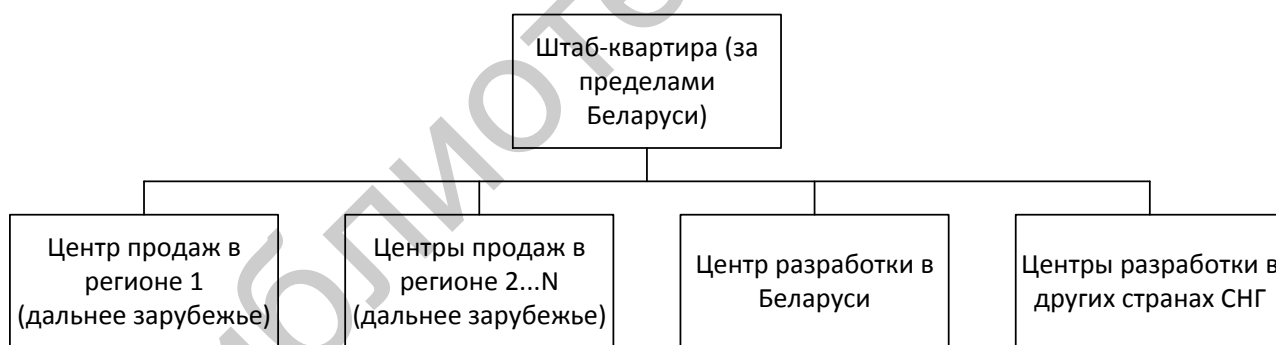 Штаб-квартира (за
пределами
Беларуси)
Центр продаж в
регионе 1
(дальнее зарубежье)
Центры продаж в
регионе 2...N
(дальнее зарубежье)
Центр разработки в
Беларуси
Центры разработки в
других странах СНГ